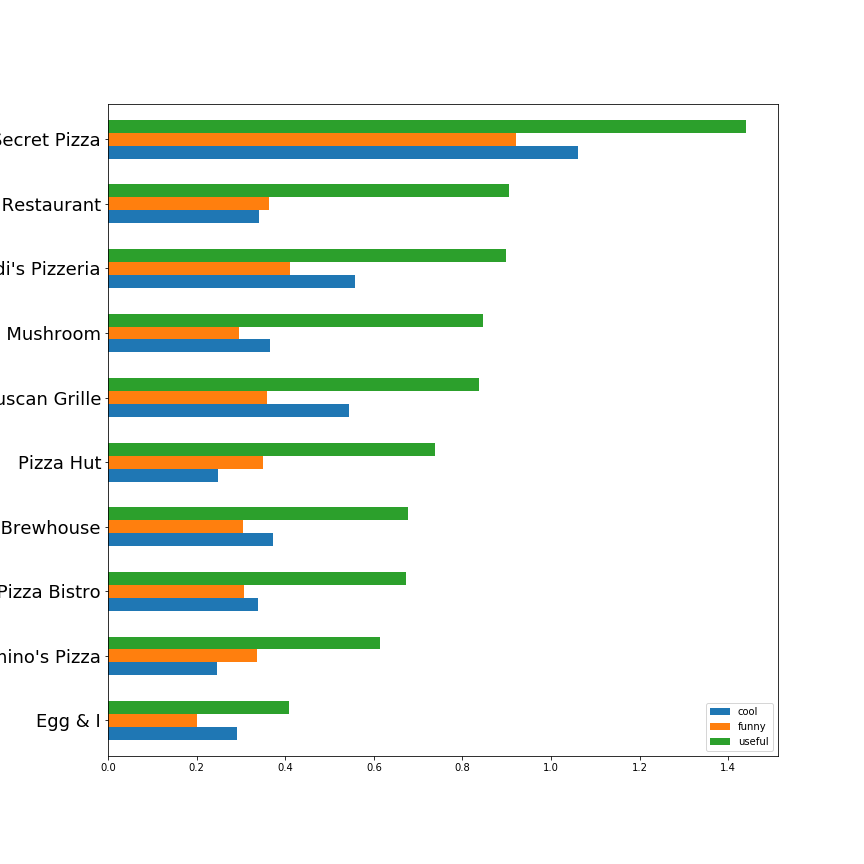 Secret Pizza
Restaurant
di's Pizzeria
Mushroom
uscan Grille
Pizza Hut
Brewhouse
Pizza Bistro
nino's Pizza
Egg & I
cool
funny
useful
0.0 0.2 0.4 0.6 0.8 1.0 1.2 1.4